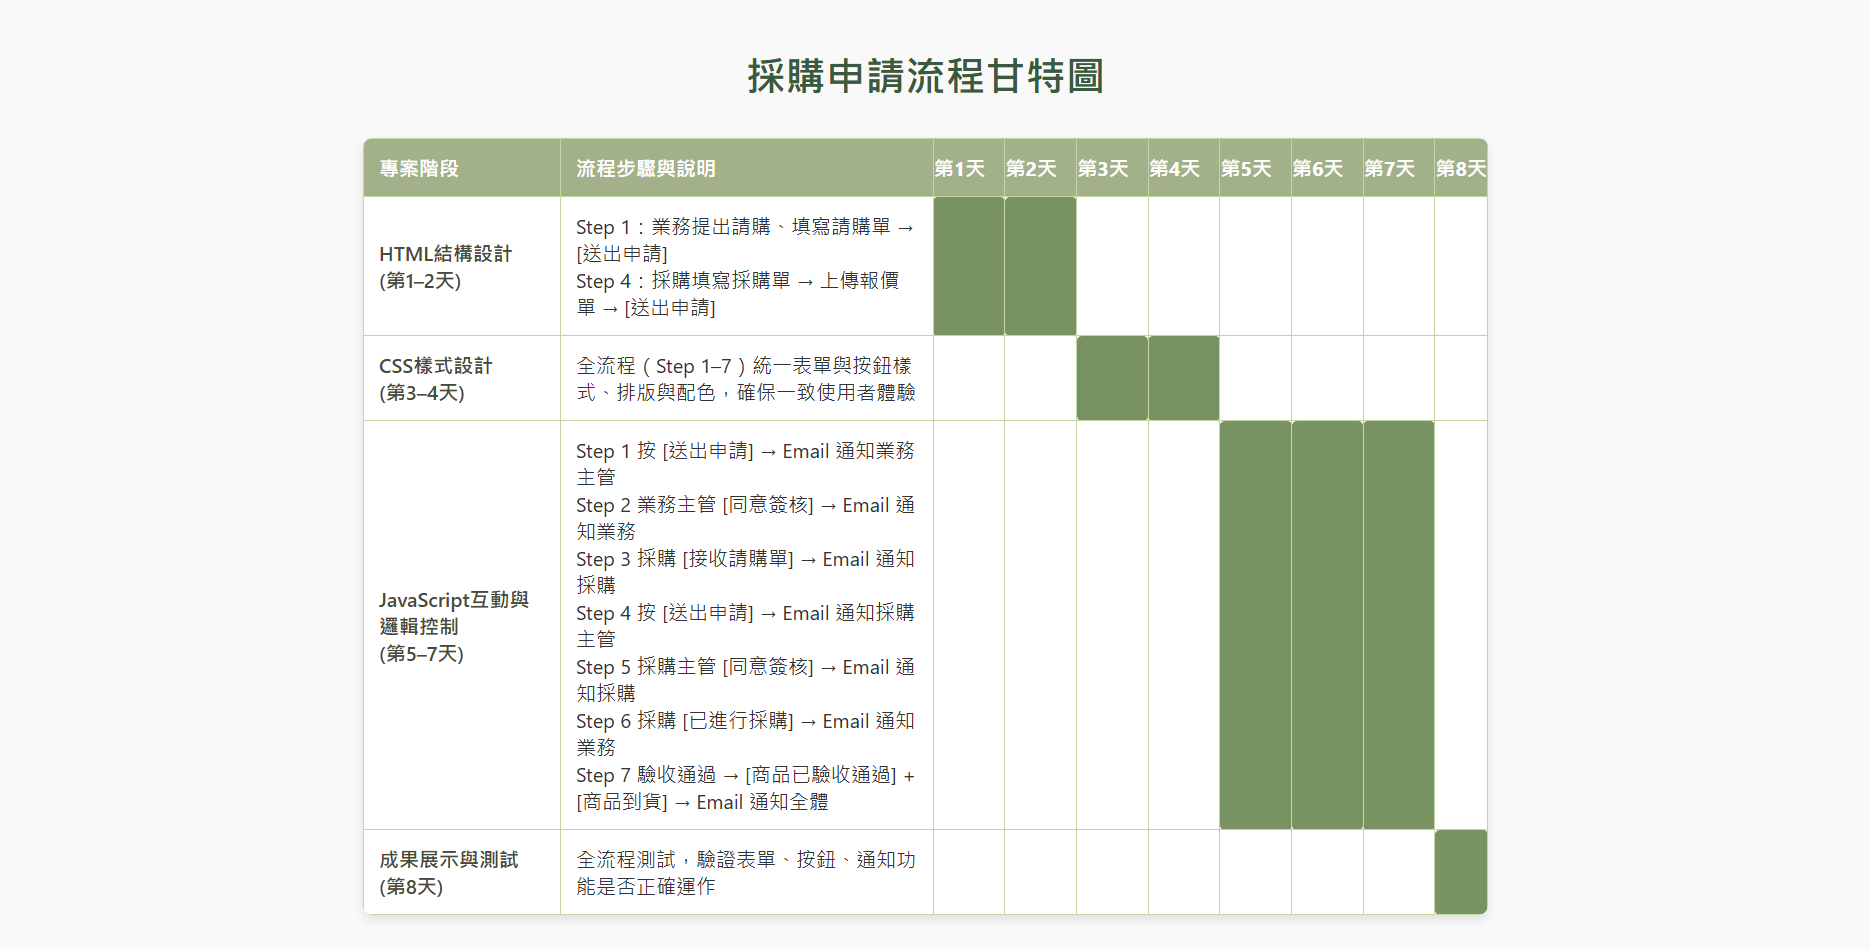 採購申請流程甘特圖
專案階段 流程步驟與說明 第1天 第2天 第3天 第4天 第5天 第6天 第7天 第8天
HTML結構設計
(第1–2天)
Step 1：業務提出請購、填寫請購單 →
[送出申請]
Step 4：採購填寫採購單 → 上傳報價
單 → [送出申請]
CSS樣式設計
(第3–4天)
全流程（Step 1–7）統一表單與按鈕樣
式、排版與配色，確保一致使用者體驗
JavaScript互動與
邏輯控制
(第5–7天)
Step 1 按 [送出申請] → Email 通知業務
主管
Step 2 業務主管 [同意簽核] → Email 通
知業務
Step 3 採購 [接收請購單] → Email 通知
採購
Step 4 按 [送出申請] → Email 通知採購
主管
Step 5 採購主管 [同意簽核] → Email 通
知採購
Step 6 採購 [已進行採購] → Email 通知
業務
Step 7 驗收通過 → [商品已驗收通過] +
[商品到貨] → Email 通知全體
成果展示與測試
(第8天)
全流程測試，驗證表單、按鈕、通知功
能是否正確運作